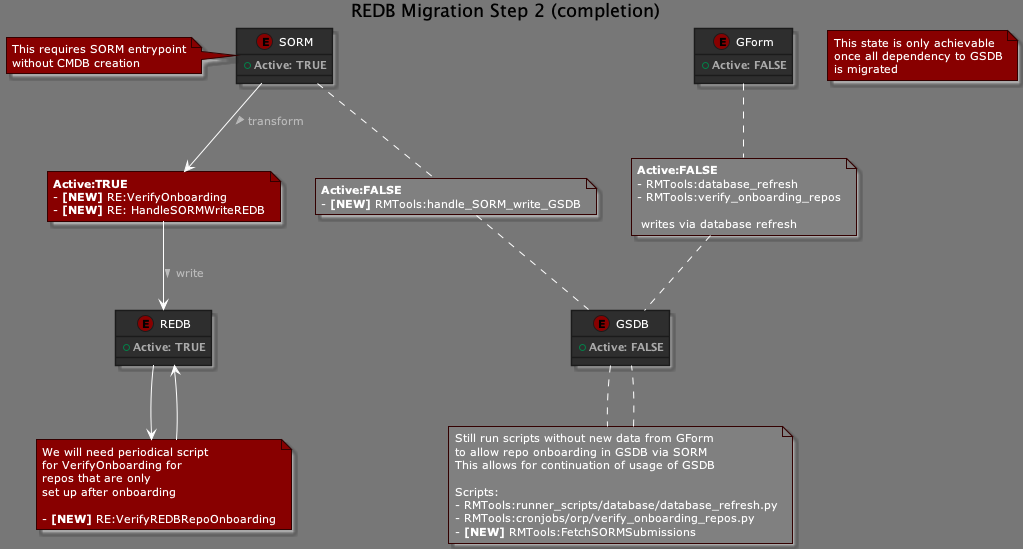 REDB Migration Step 2 (completion)
This requires SORM entrypoint
without CMDB creation
E SORM
Active: TRUE
E GForm
Active: FALSE
This state is only achievable
once all dependency to GSDB
is migrated
transform
Active:TRUE
- [NEW] RE:VerifyOnboarding
- [NEW] RE: HandleSORMWriteREDB
Active:FALSE
- [NEW] RMTools:handle_SORM_write_GSDB
Active:FALSE
- RMTools:database_refresh
- RMTools:verify_onboarding_repos
writes via database refresh
write
E REDB
Active: TRUE
E GSDB
Active: FALSE
We will need periodical script
for VerifyOnboarding for
repos that are only
set up after onboarding
- [NEW] RE:VerifyREDBRepoOnboarding
Still run scripts without new data from GForm
to allow repo onboarding in GSDB via SORM
This allows for continuation of usage of GSDB
Scripts:
- RMTools:runner_scripts/database/database_refresh.py
- RMTools:cronjobs/orp/verify_onboarding_repos.py
- [NEW] RMTools:FetchSORMSubmissions